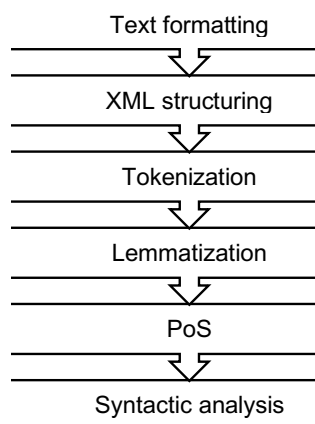 Text formatting
XML structuring
Tokenization
Lemmatization
PoS
Syntactic analysis